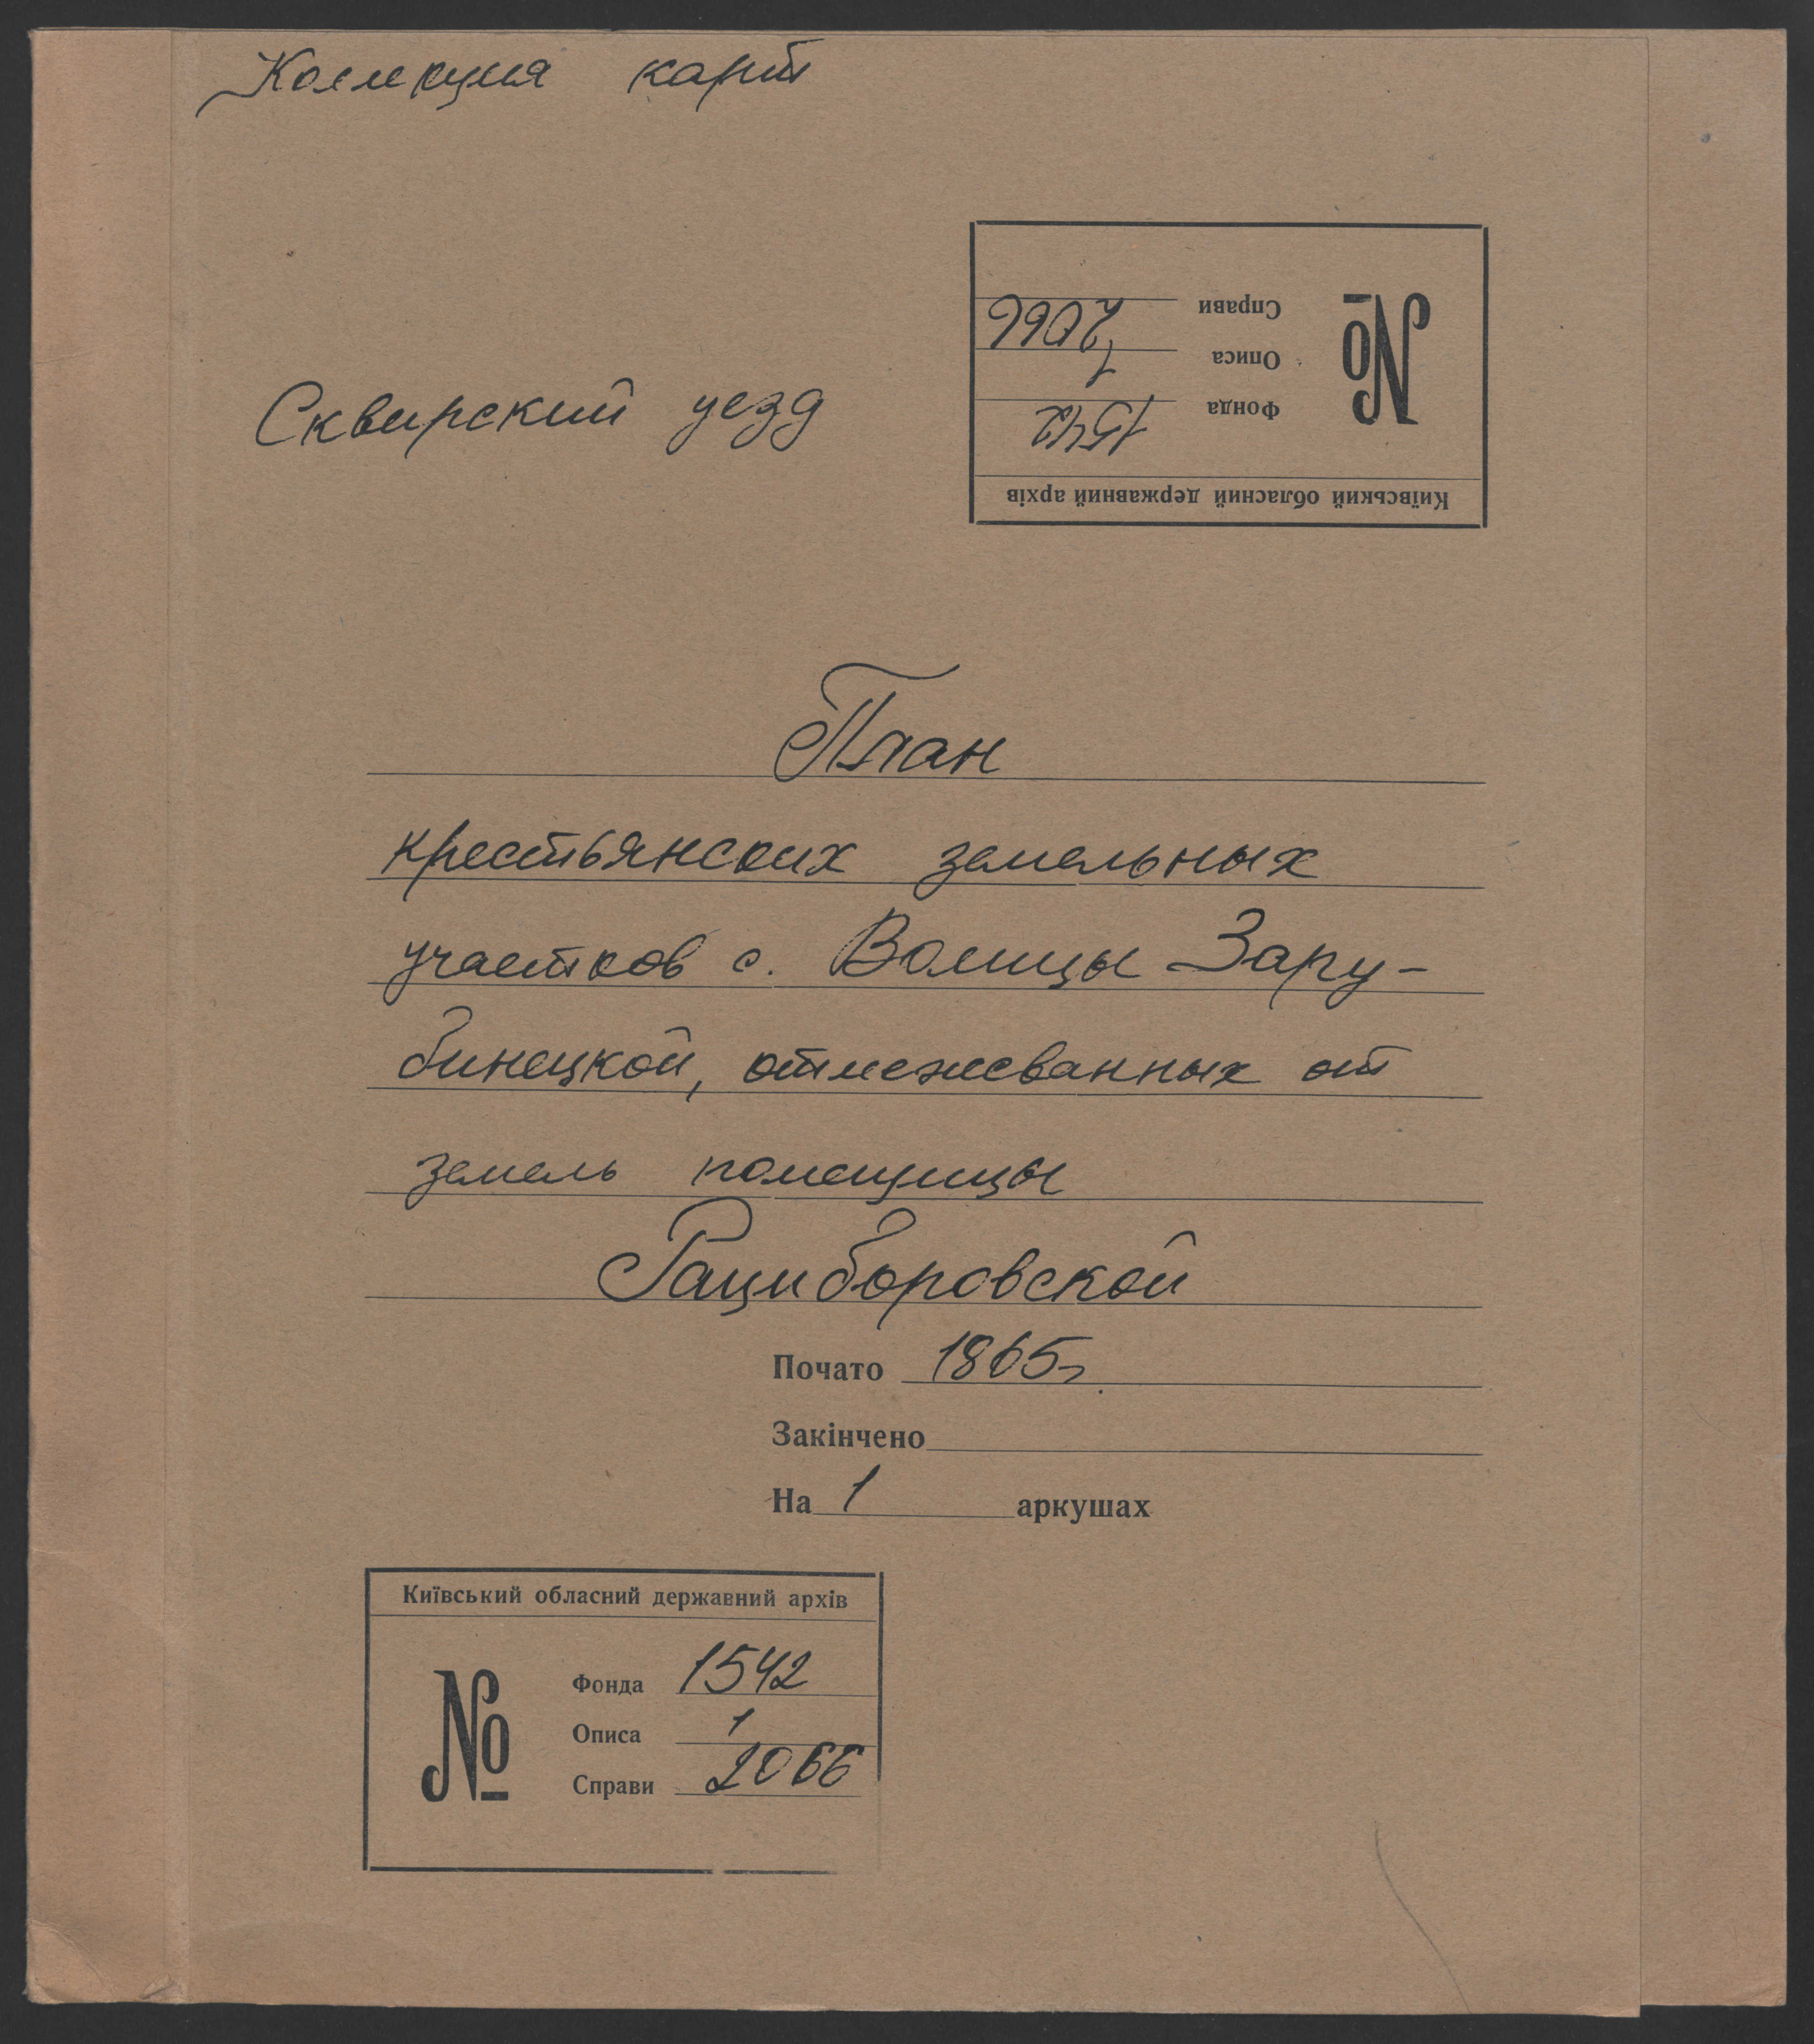 Коллекция карт
Справи 2066
Описа 1
Фонда 1542
Київський обласний державний архів
№
Сквирский уезд
План
крестьянских земельных
участков с. Волицы Зару-
бинецкой, отмежеванных от
земель помещицы
Рациборовской
Почато 1865 г.
Закінчено
На 1 аркушах
Київський обласний державний архів
№
Фонда 1542
Описа 1
Справи 2066